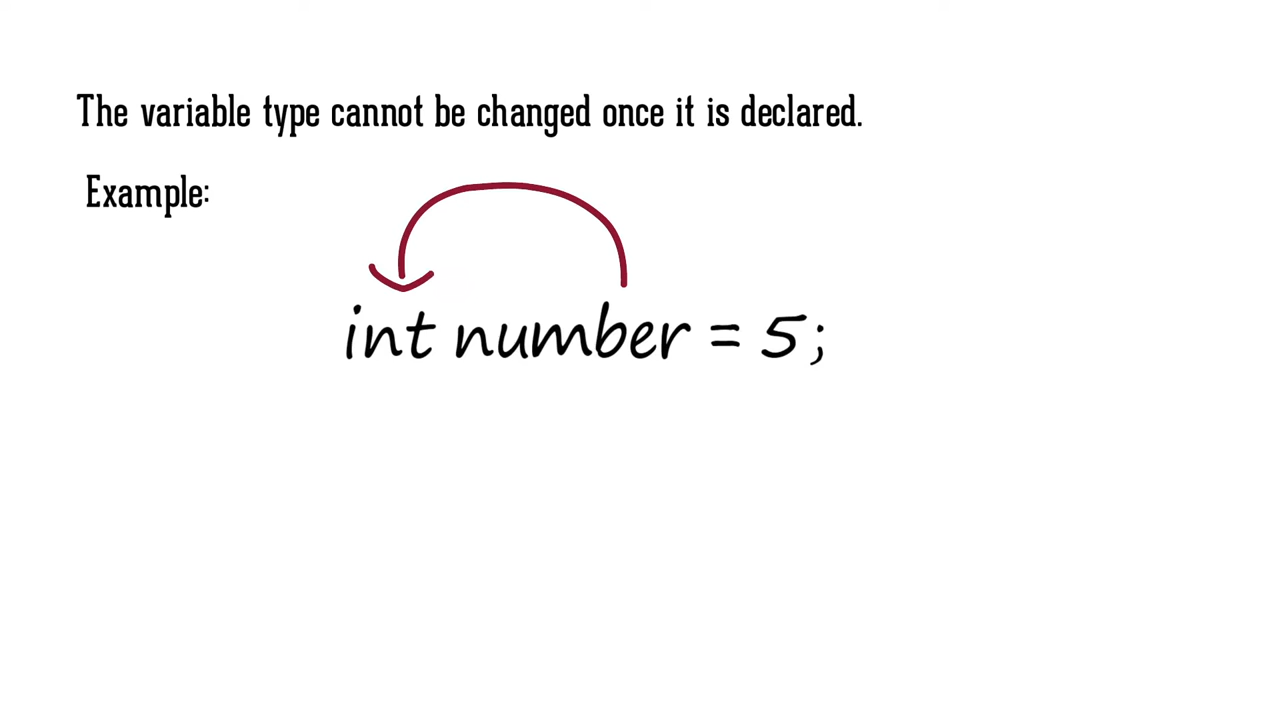 The variable type cannot be changed once it is declared.
Example:
int number = 5;